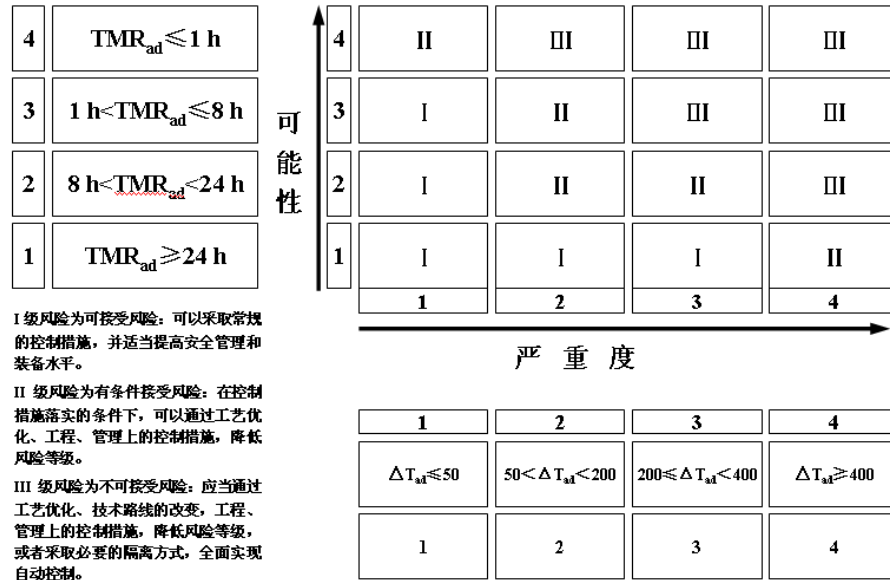 4 TMRad≤1 h
3 1 h<TMRad≤8 h
2 8 h<TMRad<24 h
1 TMRad≥24 h
可能性
4 II III III III
3 I II III III
2 I II II III
1 I I I II
1 2 3 4
严重度
I 级风险为可接受风险：可以采取常规
的控制措施，并适当提高安全管理和
装备水平。
II 级风险为有条件接受风险：在控制
措施落实的条件下，可以通过工艺优
化、工程、管理上的控制措施，降低
风险等级。
III 级风险为不可接受风险：应当通过
工艺优化、技术路线的改变，工程、
管理上的控制措施，降低风险等级，
或者采取必要的隔离方式，全面实现
自动控制。
1 2 3 4
ΔTad≤50 50<ΔTad<200 200≤ΔTad<400 ΔTad≥400
1 2 3 4